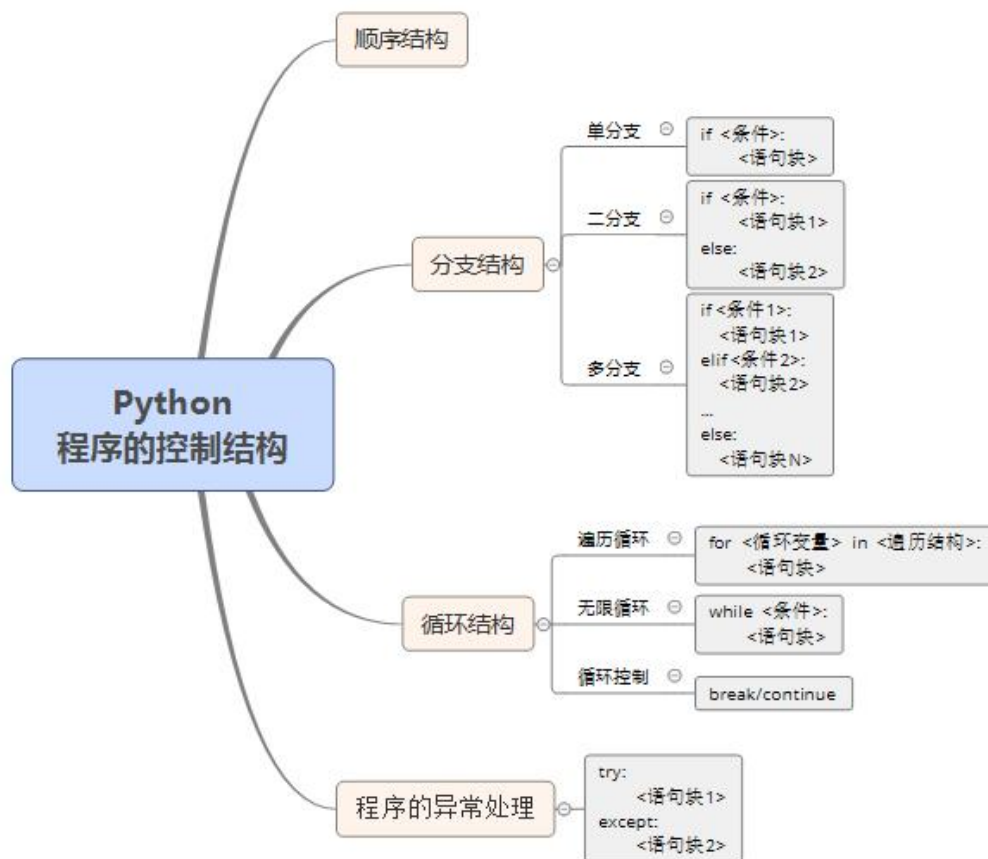 顺序结构
单分支
if <条件>:
<语句块>
二分支
if <条件>:
<语句块1>
else:
<语句块2>
分支结构
多分支
if<条件1>:
<语句块1>
elif<条件2>:
<语句块2>
...
else:
<语句块N>
Python
程序的控制结构
遍历循环
for <循环变量> in <遍历结构>:
<语句块>
循环结构
无限循环
while <条件>:
<语句块>
循环控制
break/continue
程序的异常处理
try:
<语句块1>
except:
<语句块2>